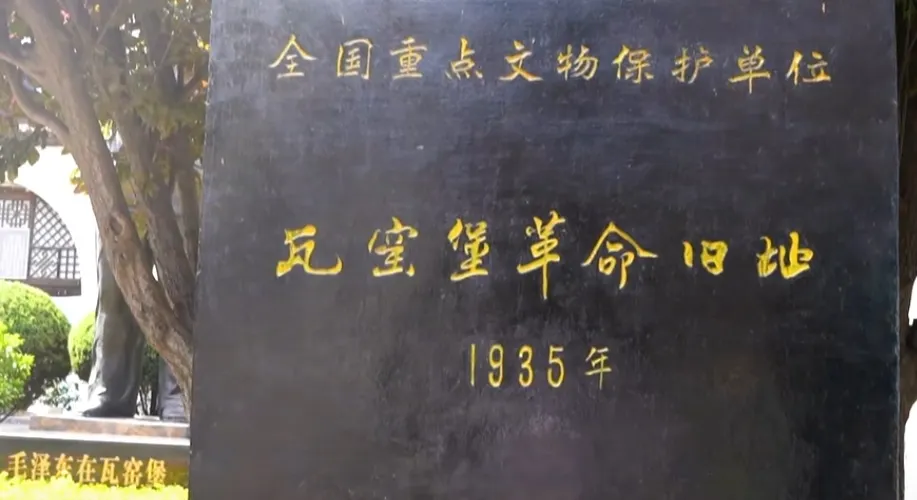 全国重点文物保护单位
瓦窑堡革命旧址
1935年
毛泽东在瓦窑堡